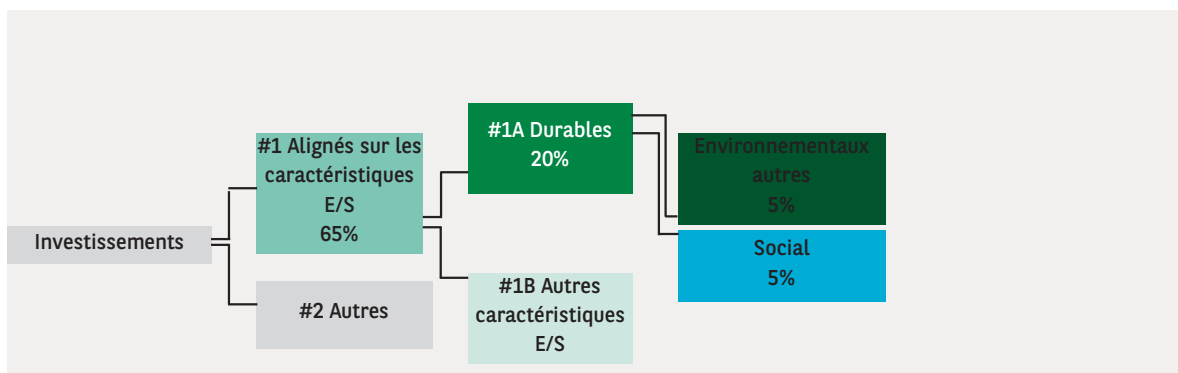 Investissements
#1 Alignés sur les
caractéristiques
E/S
65%
#2 Autres
#1A Durables
20%
#1B Autres
caractéristiques
E/S
Environnementaux
autres
5%
Social
5%